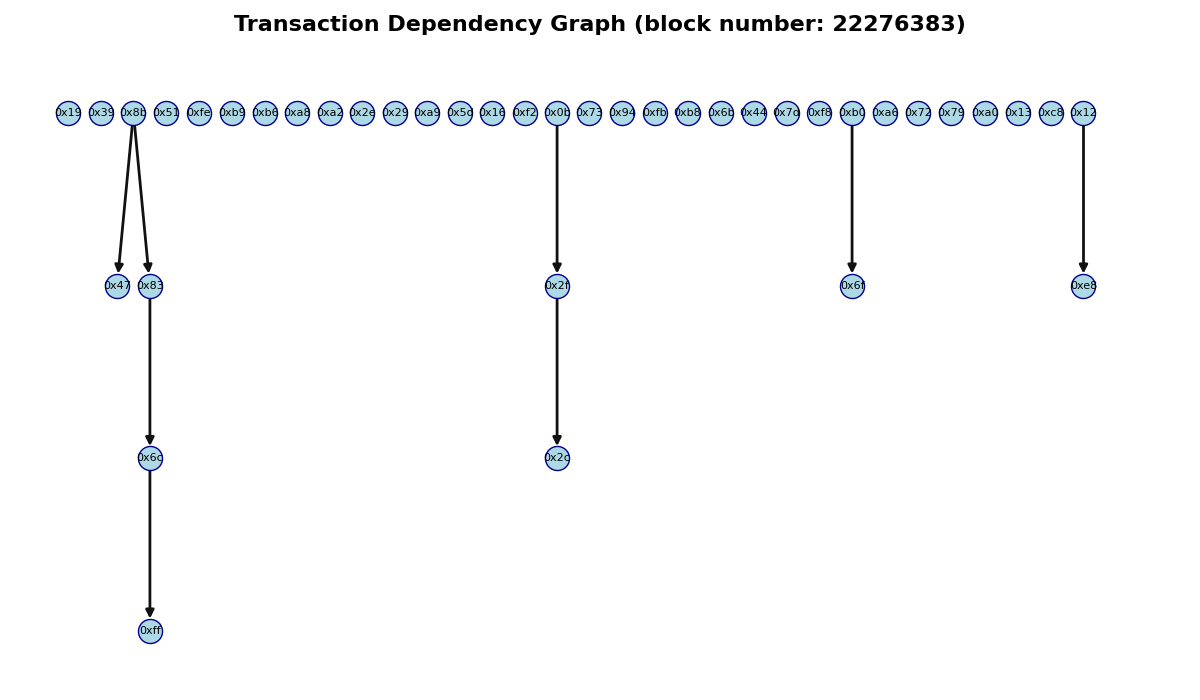 Transaction Dependency Graph (block number: 22276383)
0x19 0x39 0x8b 0x51 0xfe 0xb9 0xb6 0xa8 0xa2 0x2e 0x29 0xa9 0x5d 0x16 0xf2 0x0b 0x73 0x94 0xfb 0xb8 0x6b 0x44 0x7d 0xf8 0xb0 0xa6 0x72 0x79 0xa0 0x13 0xc8 0x12
0x47 0x83 0x2f 0x6f 0xe8
0x6c 0x2c
0xff